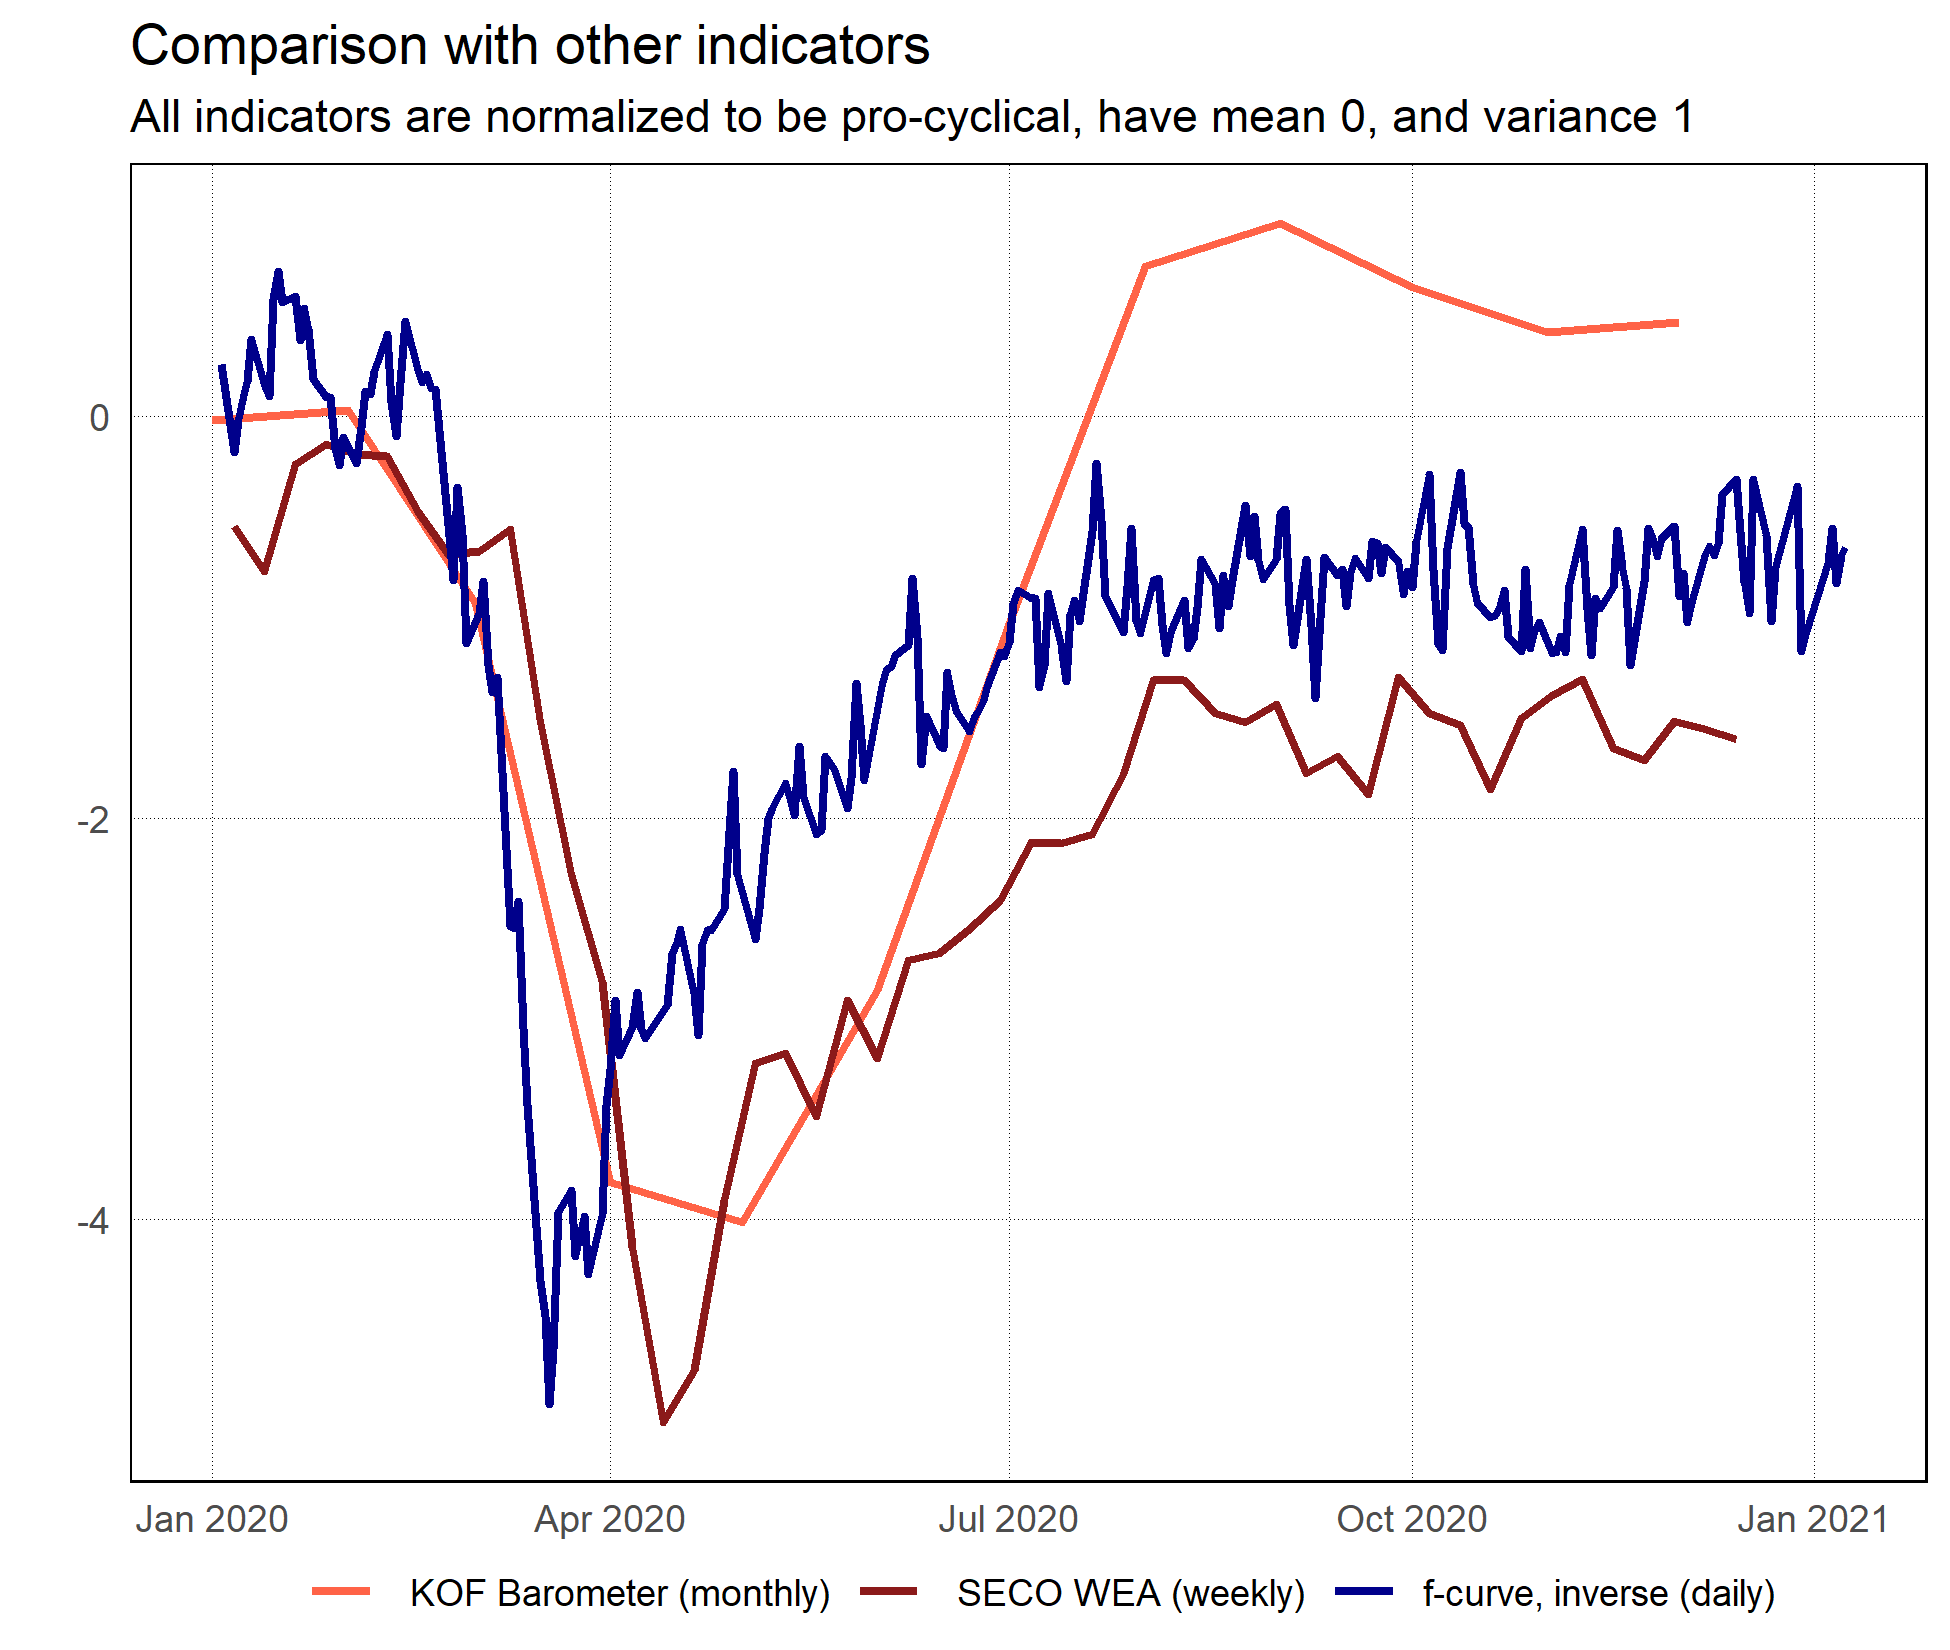 Comparison with other indicators
All indicators are normalized to be pro-cyclical, have mean 0, and variance 1
0
-2
-4
Jan 2020 Apr 2020 Jul 2020 Oct 2020 Jan 2021
KOF Barometer (monthly) SECO WEA (weekly) f-curve, inverse (daily)